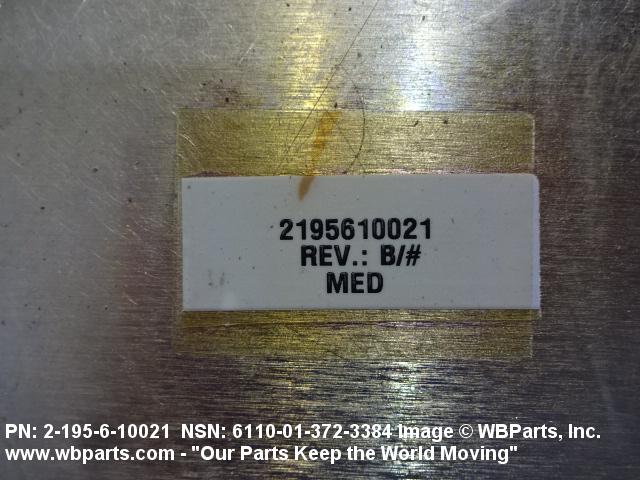 2195610021
REV.: B/#
MED
PN: 2-195-6-10021 NSN: 6110-01-372-3384 Image © WBParts, Inc.
www.wbparts.com - "Our Parts Keep the World Moving"